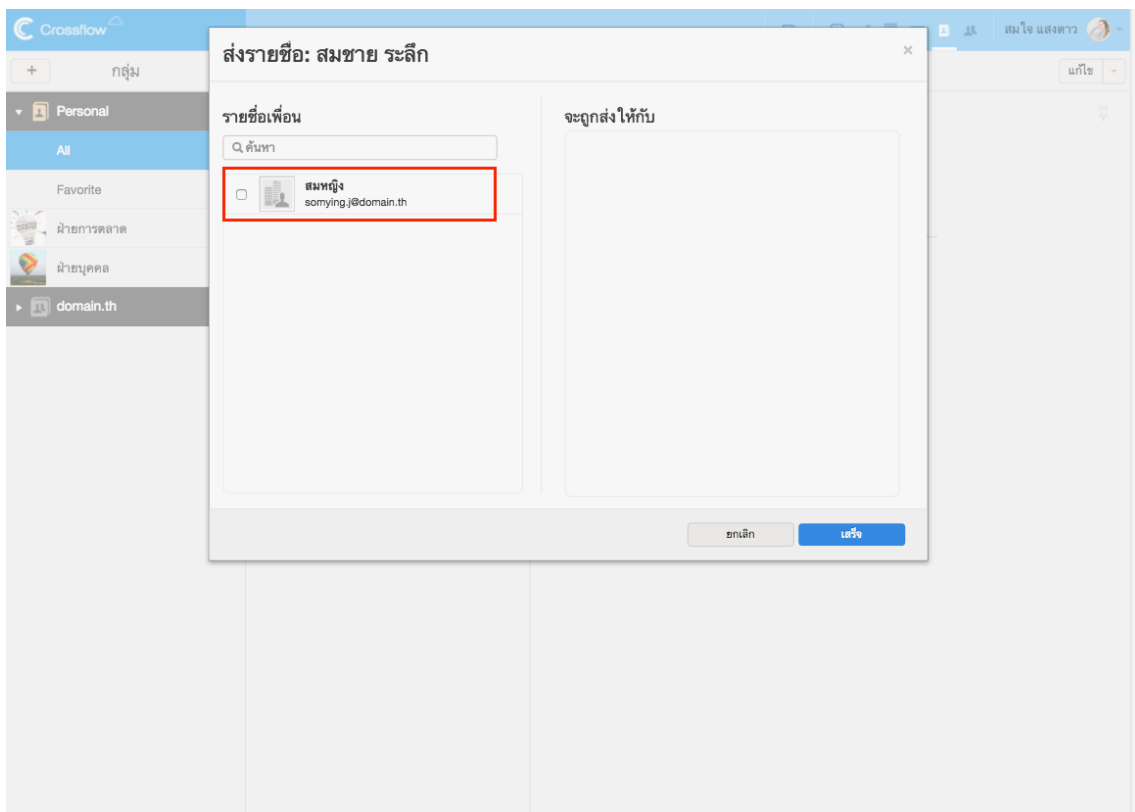 Crossflow
สมใจ แสงดาว
+ กลุ่ม
แก้ไข
Personal
All
Favorite
ฝ่ายการตลาด
ฝ่ายบุคคล
domain.th
ส่งรายชื่อ: สมชาย ระลึก
×
รายชื่อเพื่อน
ค้นหา
สมหญิง
somying.j@domain.th
จะถูกส่งให้กับ
ยกเลิก
เสร็จ